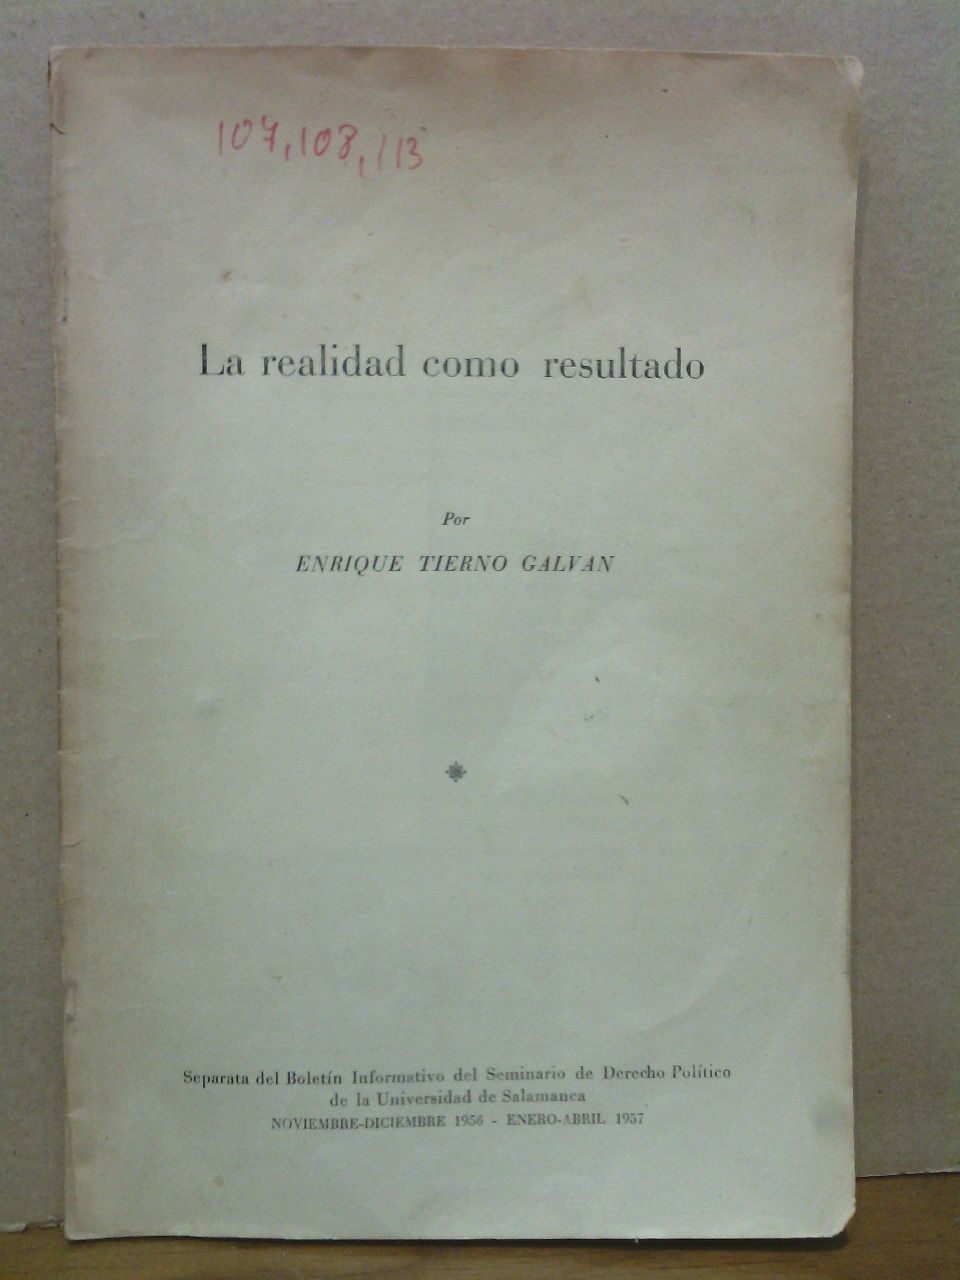 107, 108, 113
La realidad como resultado
Por
ENRIQUE TIERNO GALVAN
Separata del Boletín Informativo del Seminario de Derecho Político
de la Universidad de Salamanca
NOVIEMBRE-DICIEMBRE 1956 - ENERO-ABRIL 1957